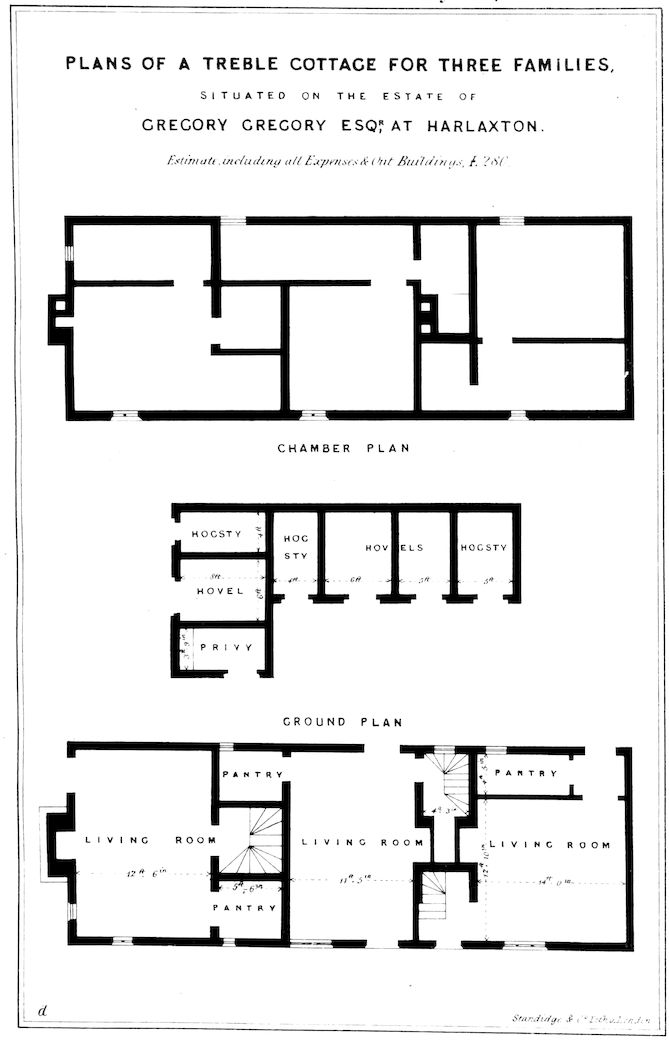 PLANS OF A TREBLE COTTAGE FOR THREE FAMILIES,
SITUATED ON THE ESTATE OF
GREGORY GREGORY ESQR, AT HARLAXTON.
Estimate, including all Expenses & Out Buildings, £.280.
CHAMBER PLAN
HOGSTY
4ft
HOG
STY
4ft
HOVELS
6ft
5ft
HOGSTY
5ft
8ft
HOVEL
6ft
3ft 9in
PRIVY
GROUND PLAN
PANTRY
PANTRY
4ft 5in
4ft 3in
LIVING ROOM
12ft 6in
LIVING ROOM
11ft 5in
LIVING ROOM
12ft 10in
14ft 0in
5ft 6in
PANTRY
d
Standidge & Co. Litho. London